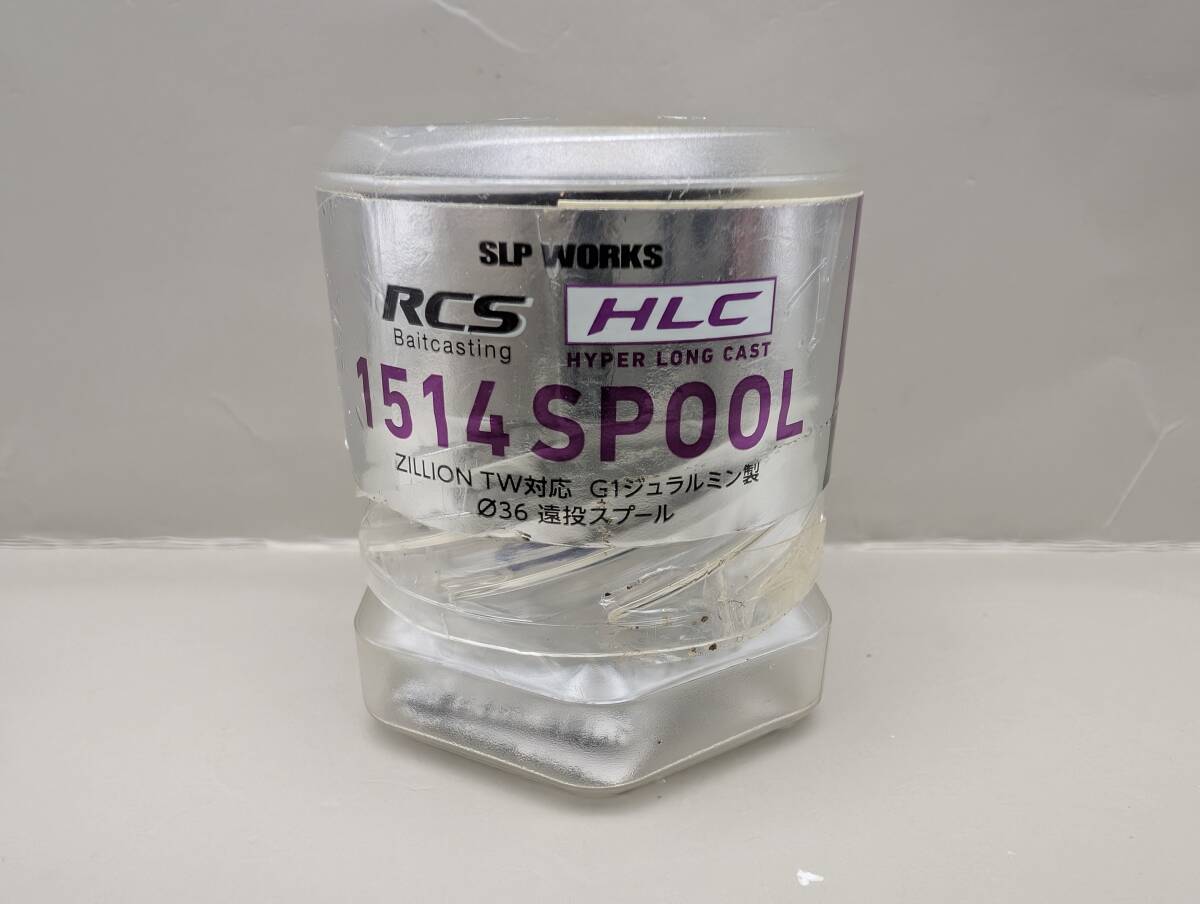 SLP WORKS
RCS HLC
Baitcasting HYPER LONG CAST
1514 SPOOL
ZILLION TW対応 G1ジュラルミン製
Ø36 遠投スプール